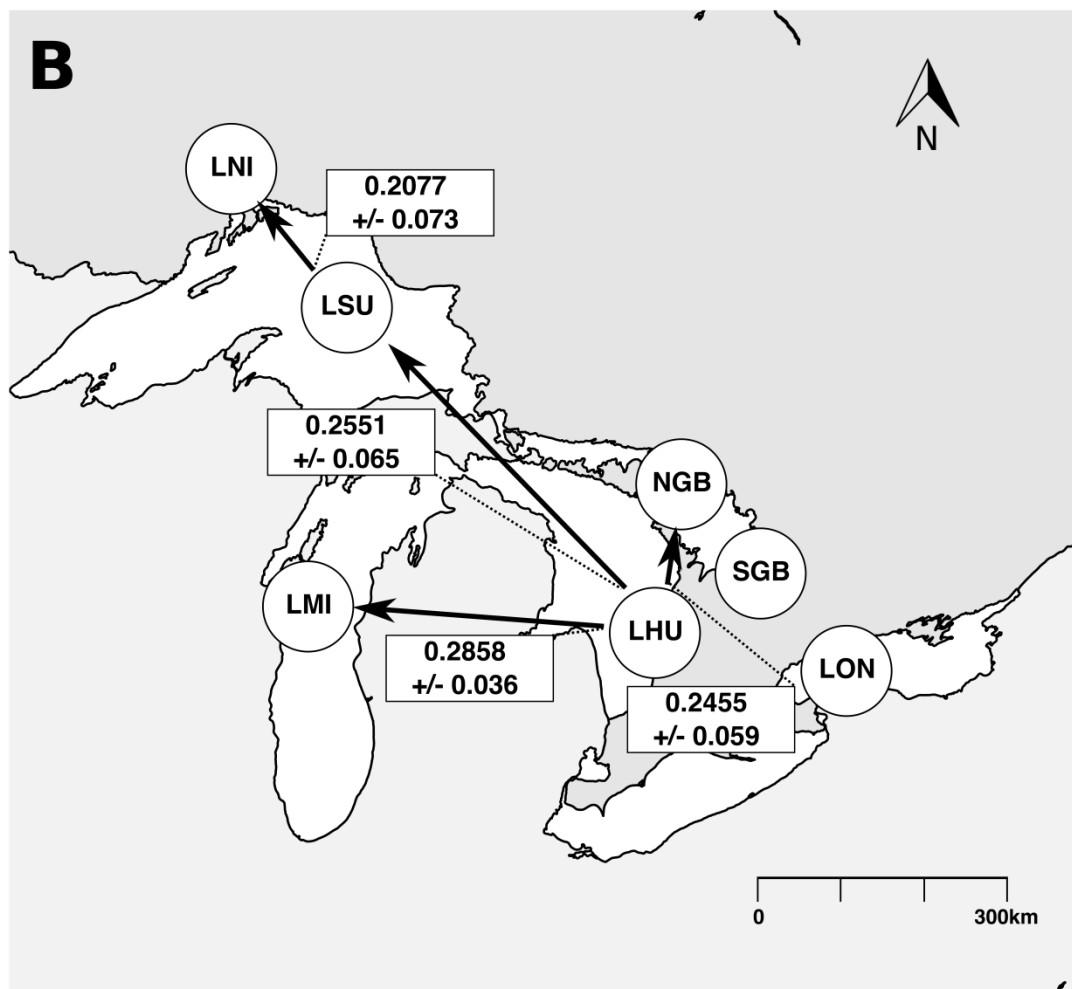 B
N
LNI
0.2077
+/- 0.073
LSU
0.2551
+/- 0.065
NGB
SGB
LMI
LHU
0.2858
+/- 0.036
LON
0.2455
+/- 0.059
0 300km